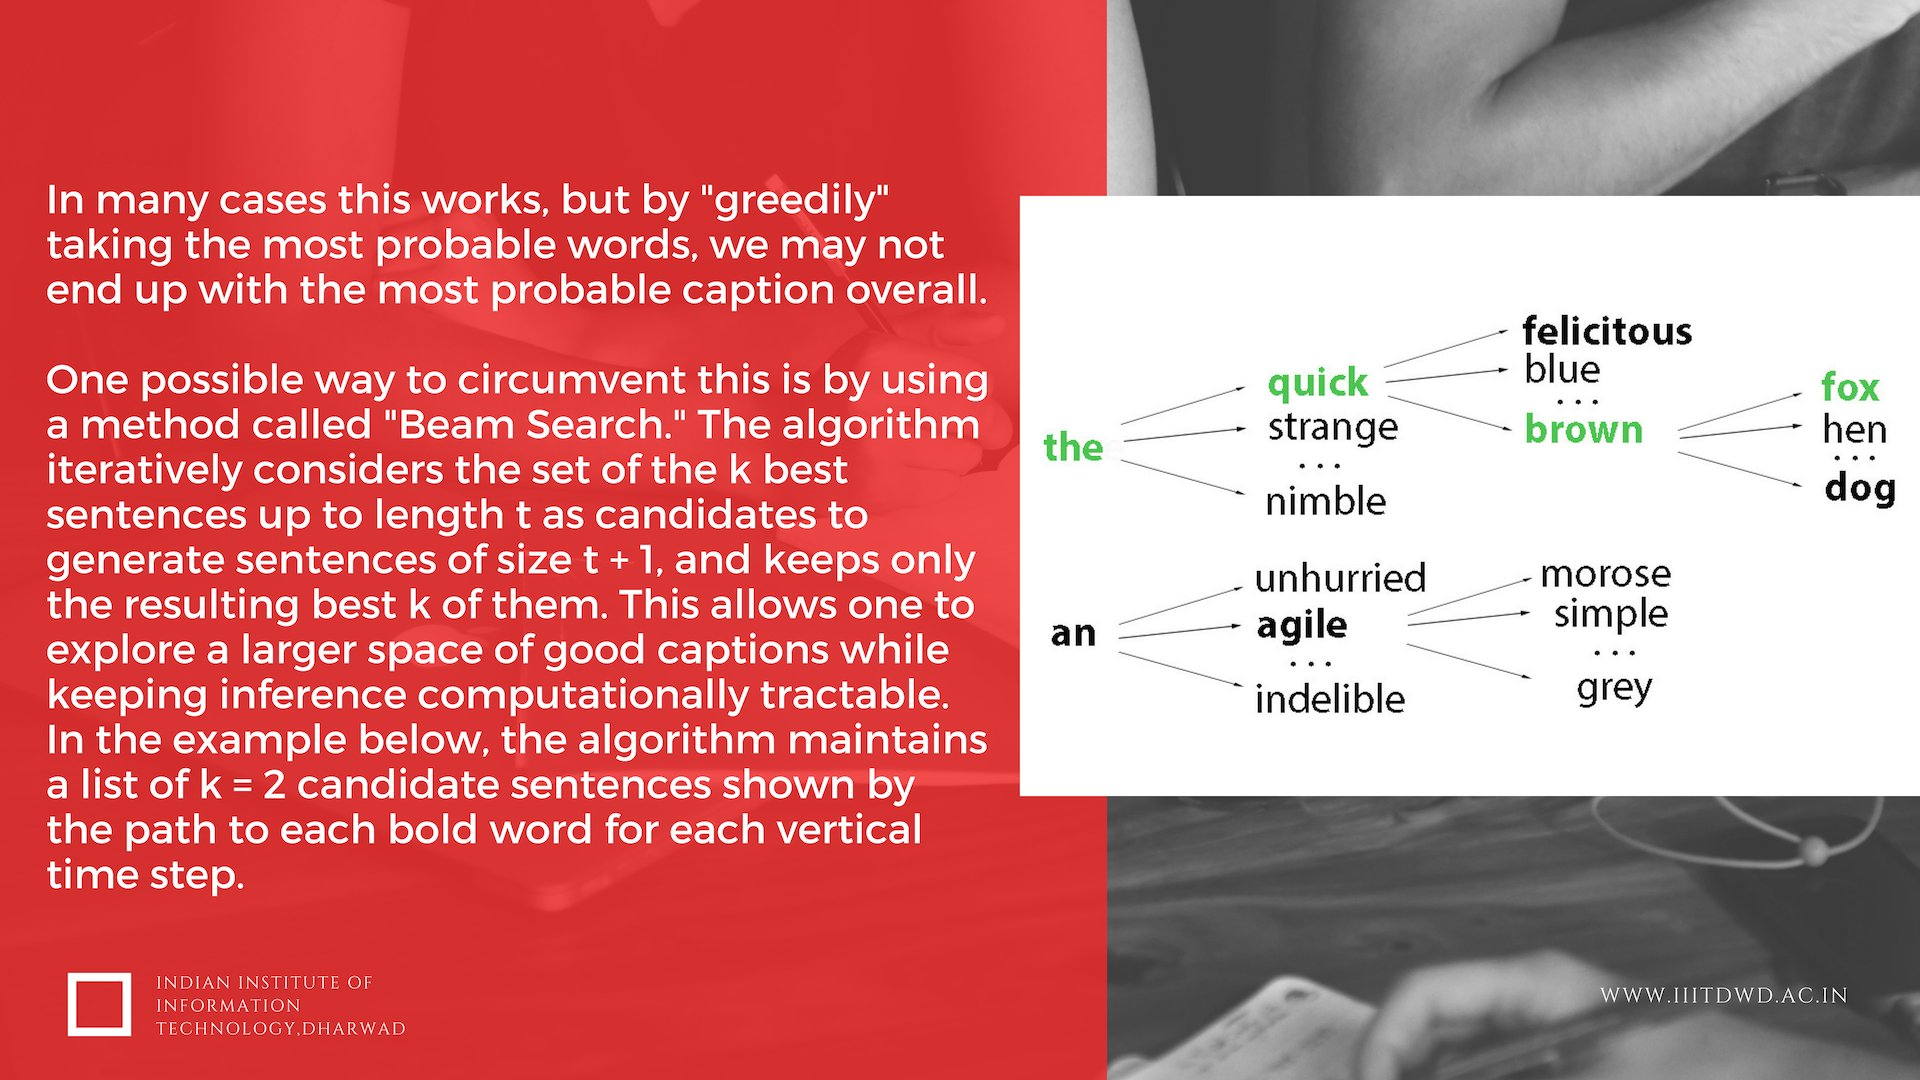 In many cases this works, but by "greedily"
taking the most probable words, we may not
end up with the most probable caption overall.
One possible way to circumvent this is by using
a method called "Beam Search." The algorithm
iteratively considers the set of the k best
sentences up to length t as candidates to
generate sentences of size t + 1, and keeps only
the resulting best k of them. This allows one to
explore a larger space of good captions while
keeping inference computationally tractable.
In the example below, the algorithm maintains
a list of k = 2 candidate sentences shown by
the path to each bold word for each vertical
time step.
the
quick
strange
...
nimble
felicitous
blue
...
brown
fox
hen
...
dog
an
unhurried
agile
...
indelible
morose
simple
...
grey
INDIAN INSTITUTE OF
INFORMATION
TECHNOLOGY,DHARWAD
WWW.IIITDWD.AC.IN